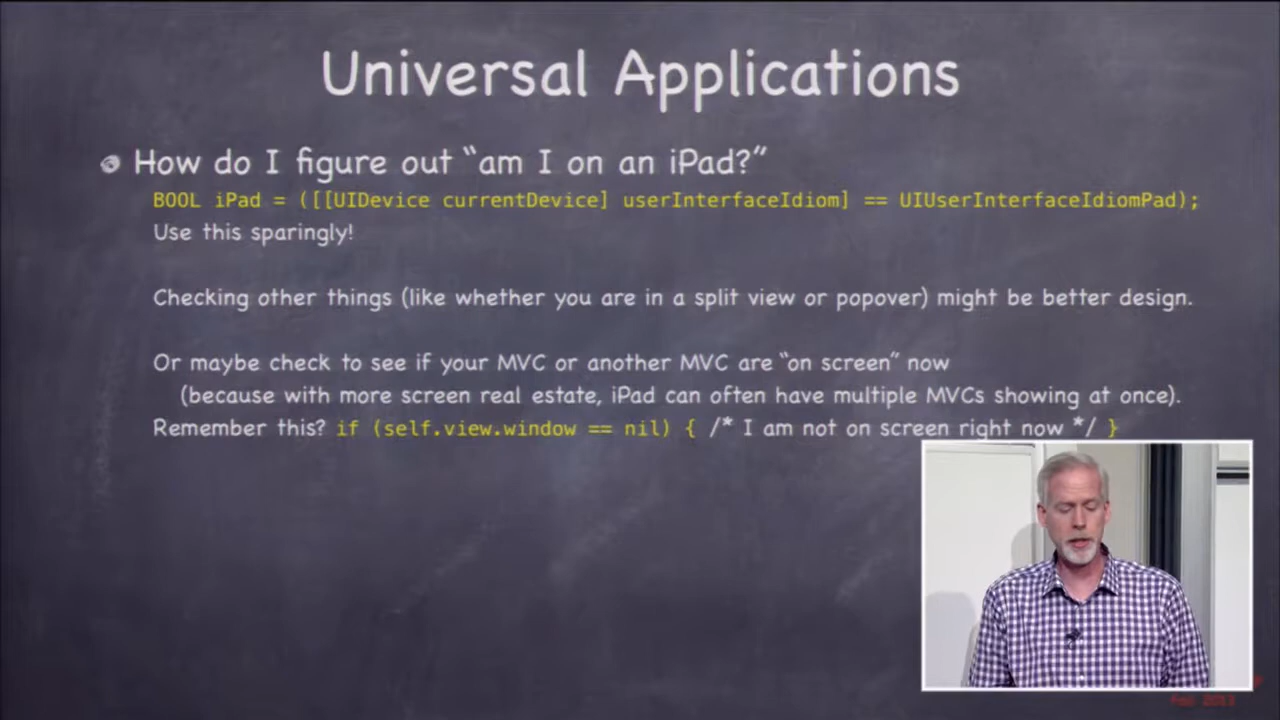 Universal Applications
How do I figure out “am I on an iPad?”
BOOL iPad = ([[UIDevice currentDevice] userInterfaceIdiom] == UIUserInterfaceIdiomPad);
Use this sparingly!
Checking other things (like whether you are in a split view or popover) might be better design.
Or maybe check to see if your MVC or another MVC are “on screen” now
(because with more screen real estate, iPad can often have multiple MVCs showing at once).
Remember this? if (self.view.window == nil) { /* I am not on screen right now */ }
2013